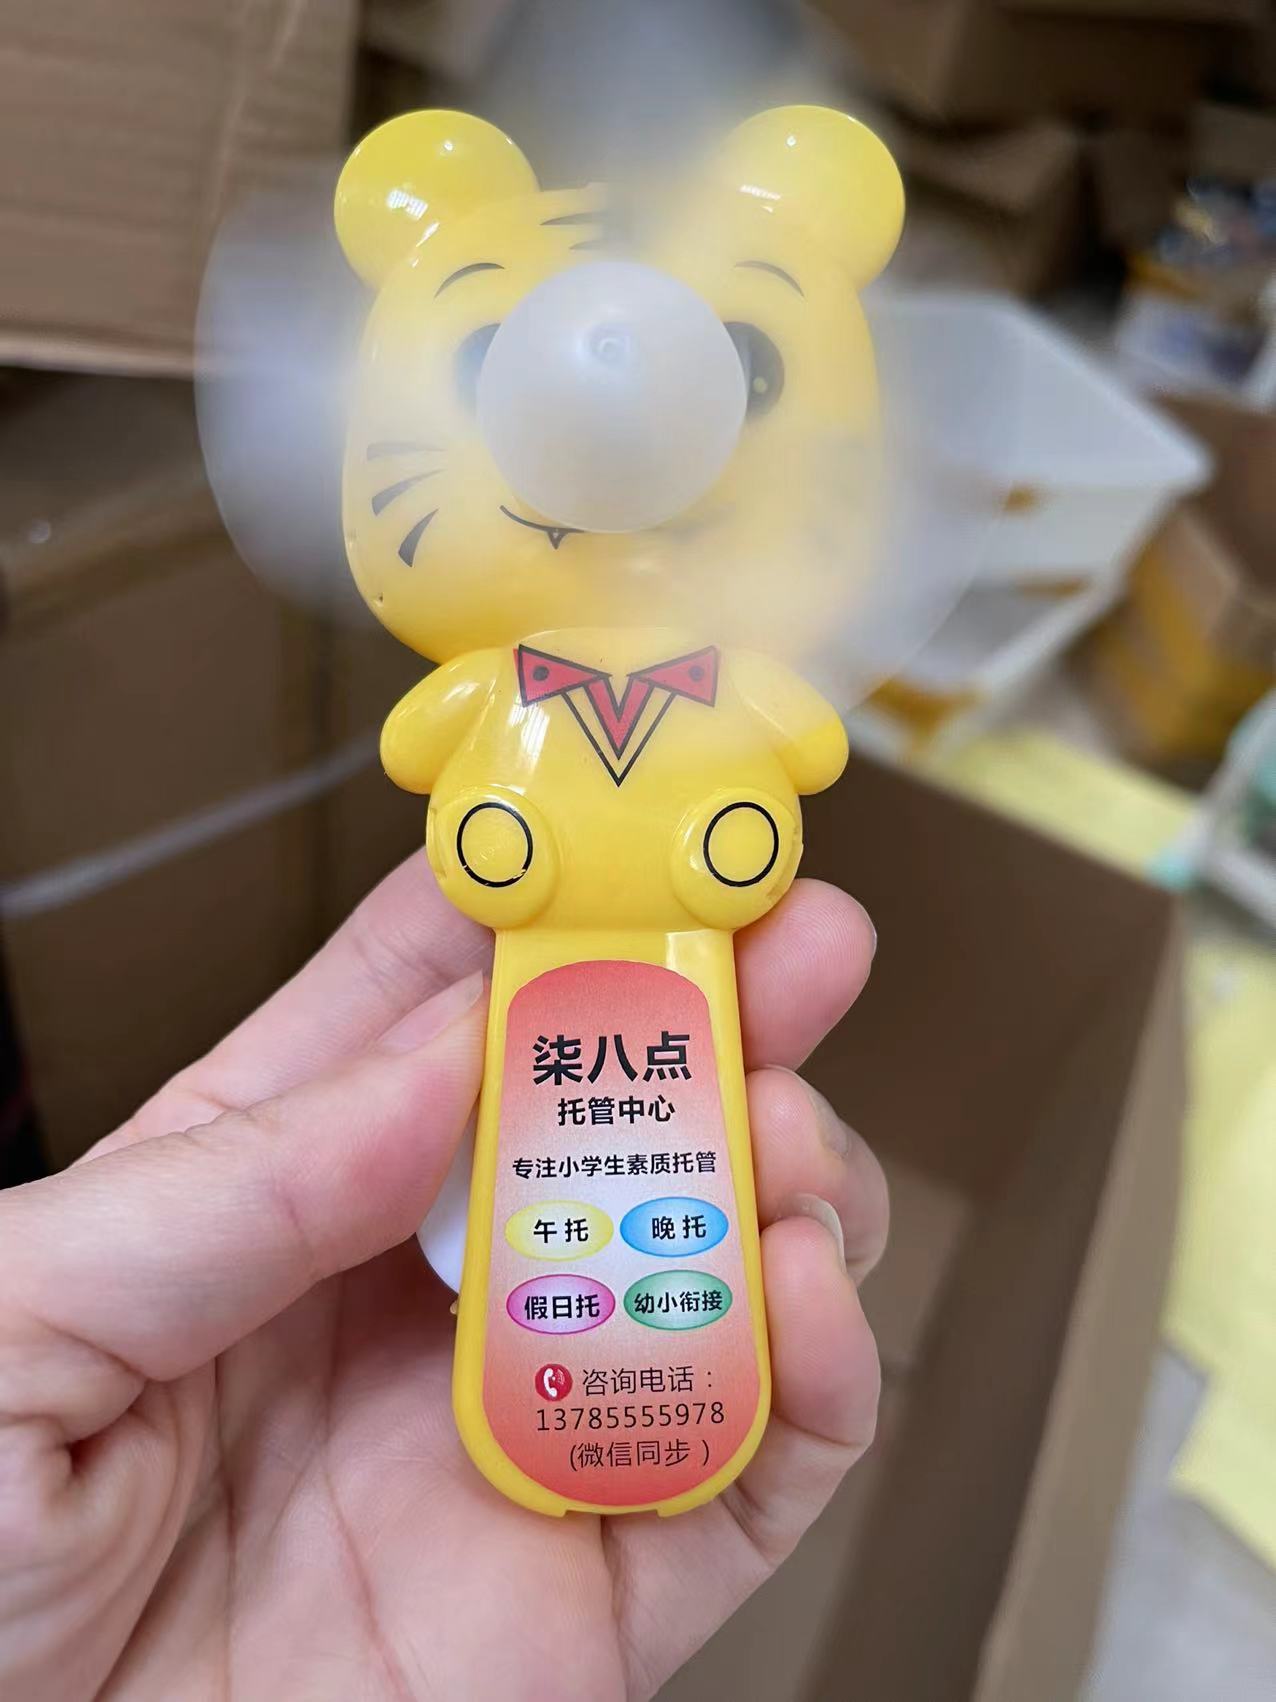 柒八点
托管中心
专注小学生素质托管
午托 晚托
假日托 幼小衔接
咨询电话：
13785555978
(微信同步)